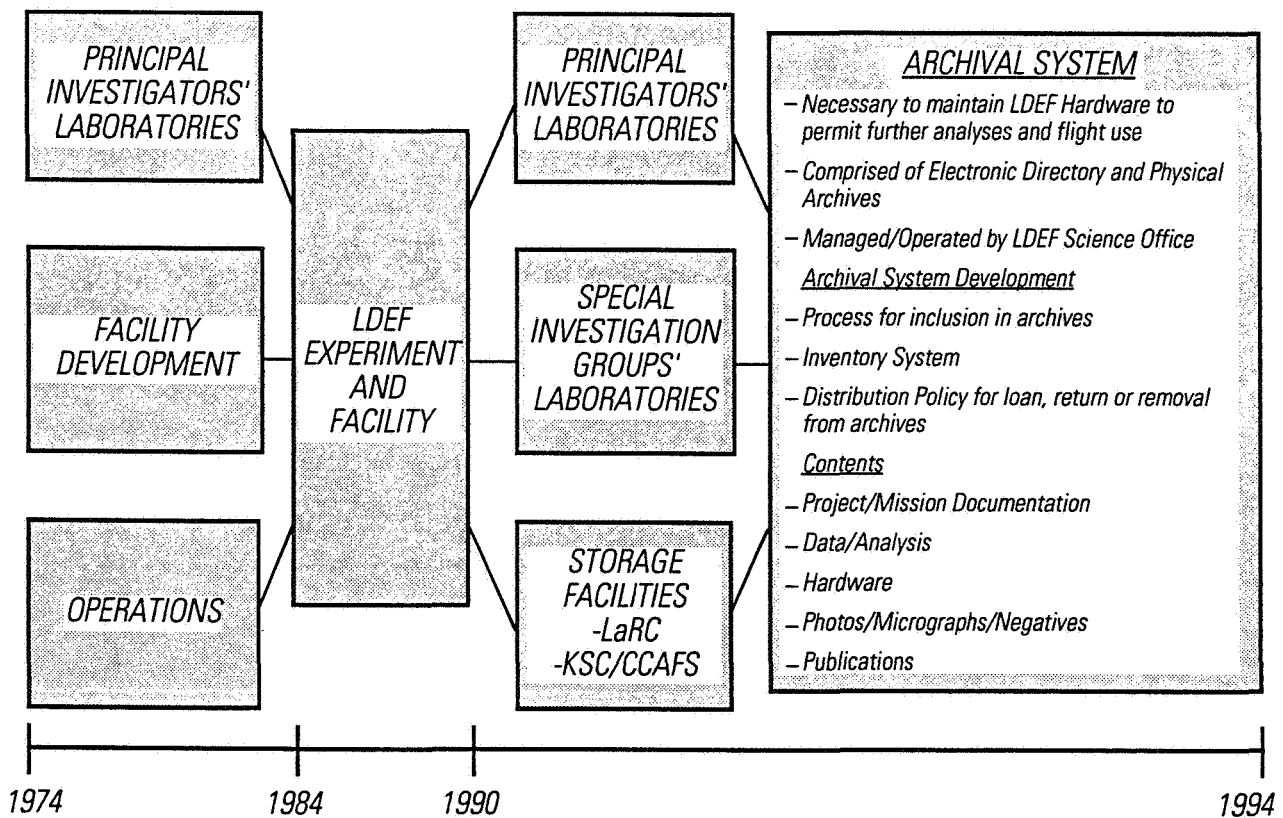 PRINCIPAL
INVESTIGATORS'
LABORATORIES
FACILITY
DEVELOPMENT
OPERATIONS
LDEF
EXPERIMENT
AND
FACILITY
PRINCIPAL
INVESTIGATORS'
LABORATORIES
SPECIAL
INVESTIGATION
GROUPS'
LABORATORIES
STORAGE
FACILITIES
-LaRC
-KSC/CCAFS
ARCHIVAL SYSTEM
– Necessary to maintain LDEF Hardware to
permit further analyses and flight use
– Comprised of Electronic Directory and Physical
Archives
– Managed/Operated by LDEF Science Office
Archival System Development
– Process for inclusion in archives
– Inventory System
– Distribution Policy for loan, return or removal
from archives
Contents
– Project/Mission Documentation
– Data/Analysis
– Hardware
– Photos/Micrographs/Negatives
– Publications
1974 1984 1990 1994